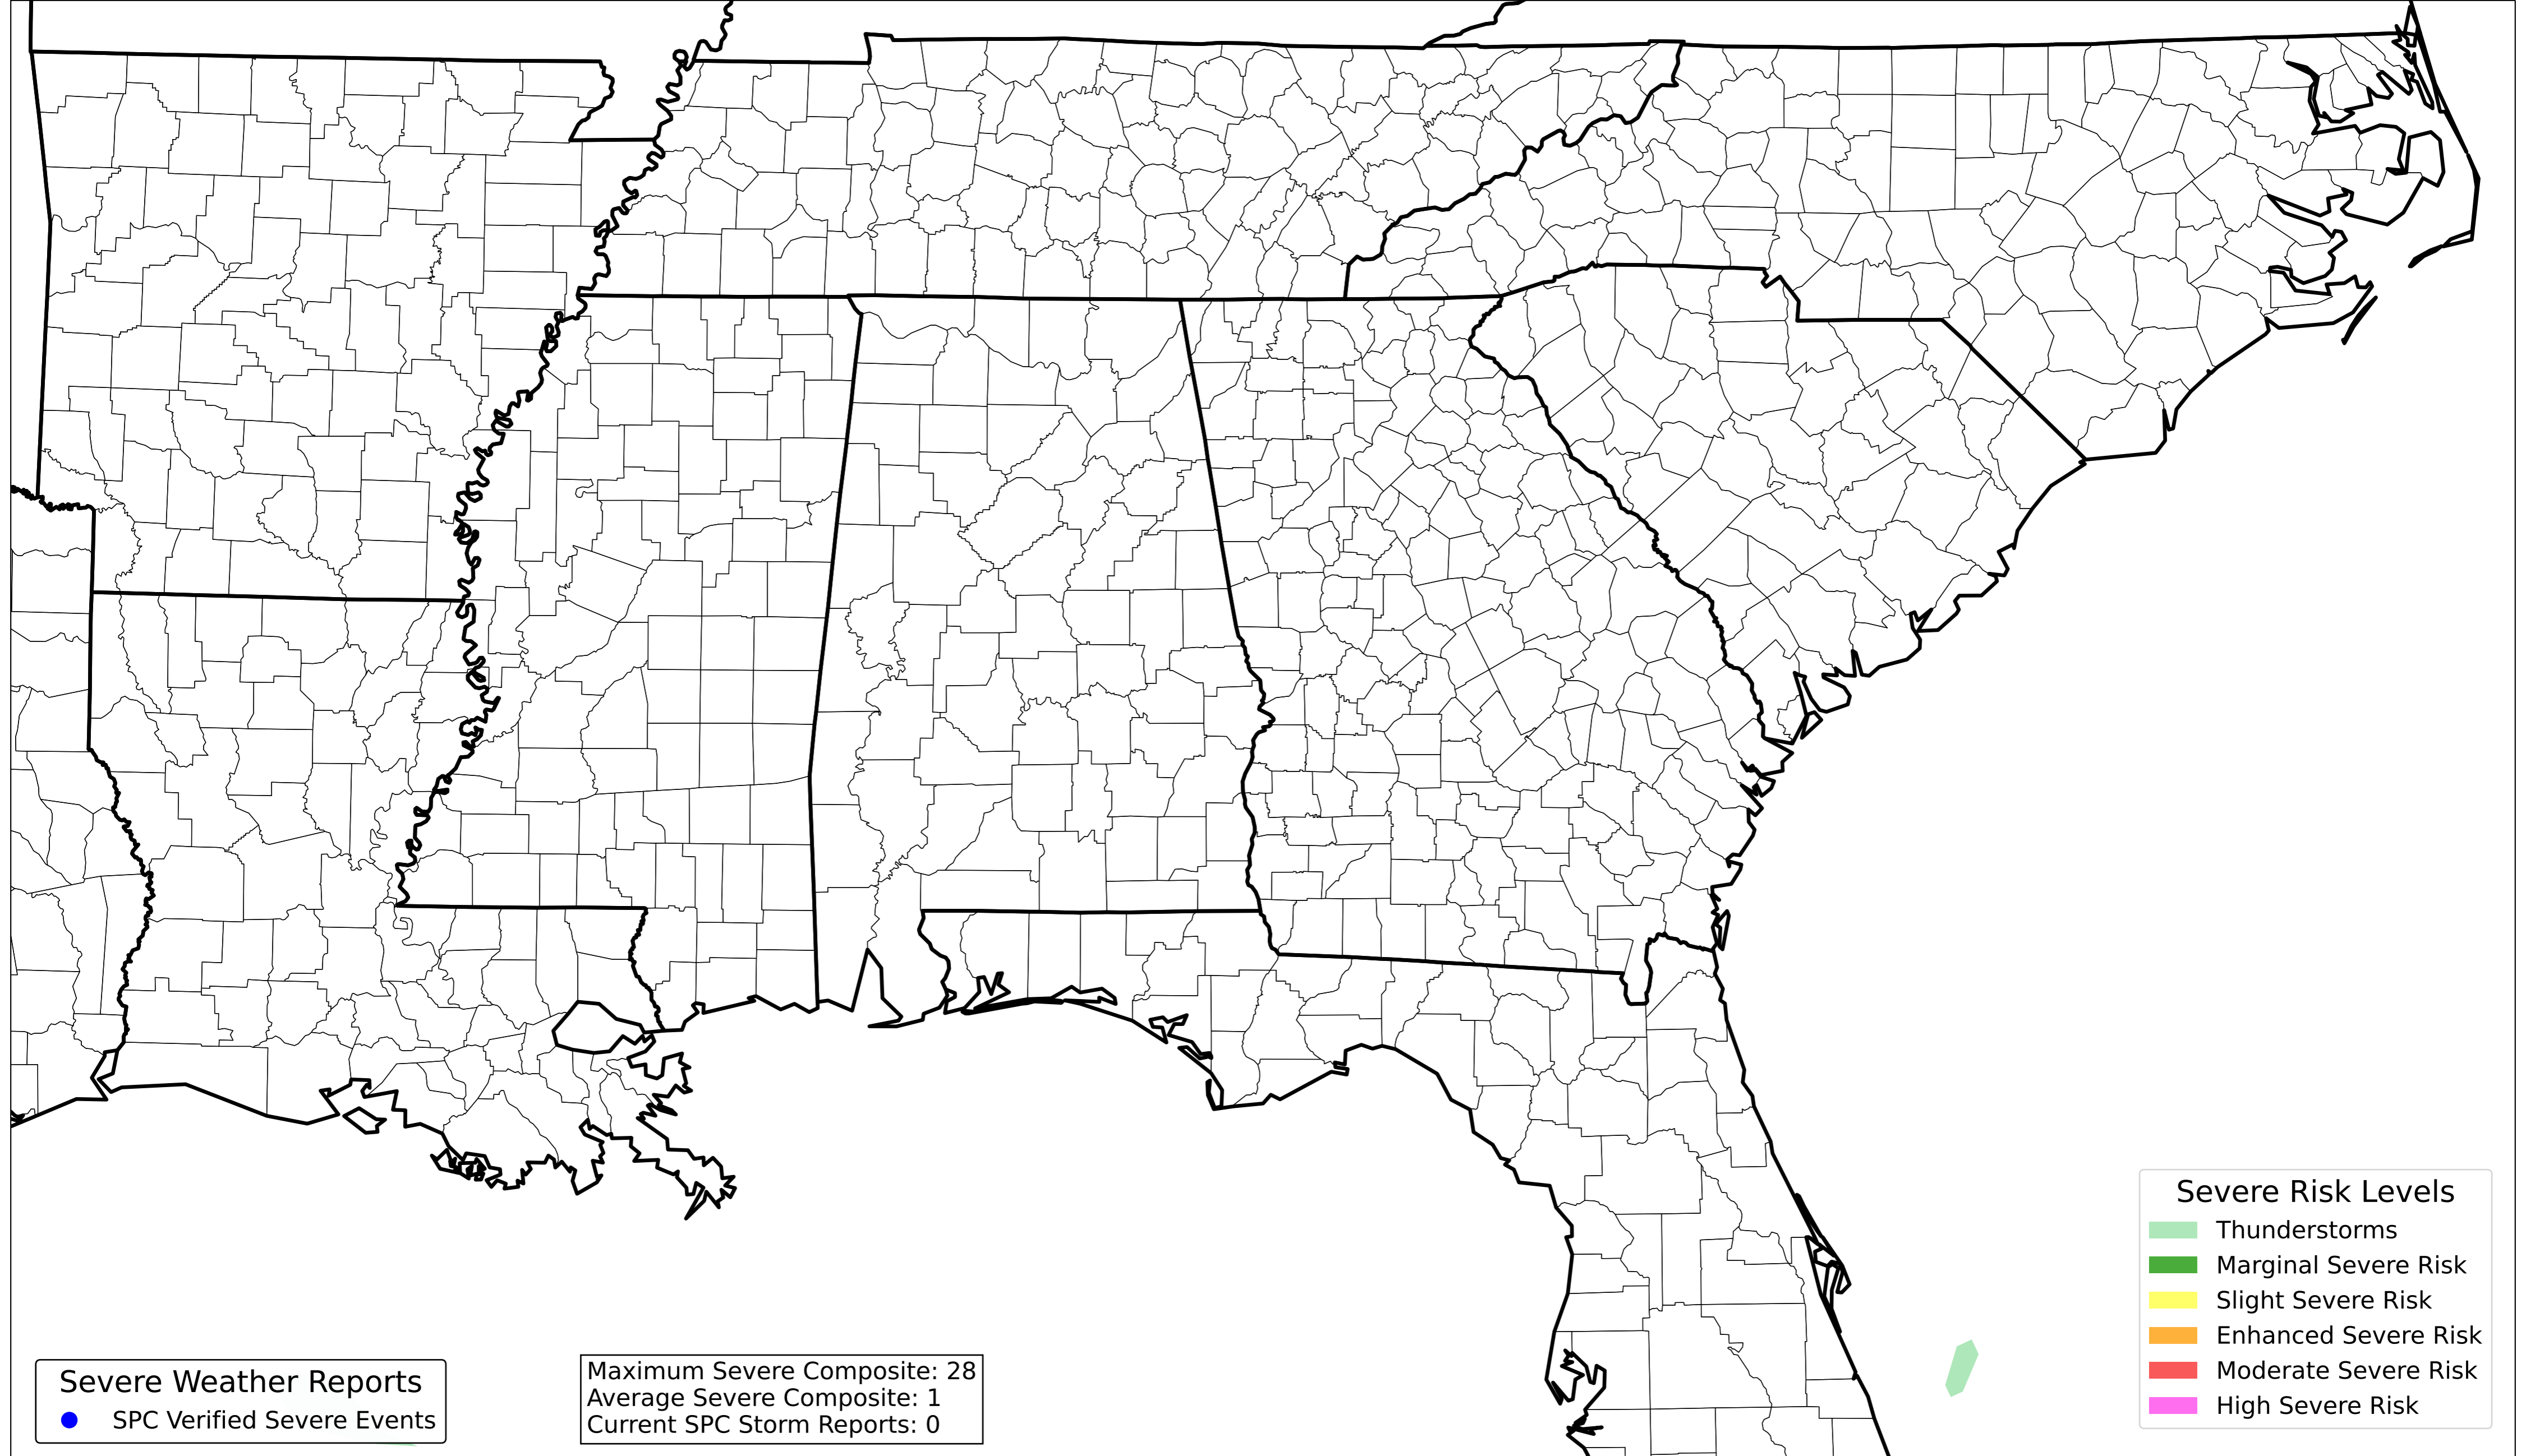 Severe Risk Levels
Thunderstorms
Marginal Severe Risk
Slight Severe Risk
Enhanced Severe Risk
Moderate Severe Risk
High Severe Risk
Severe Weather Reports
SPC Verified Severe Events
Maximum Severe Composite: 28
Average Severe Composite: 1
Current SPC Storm Reports: 0